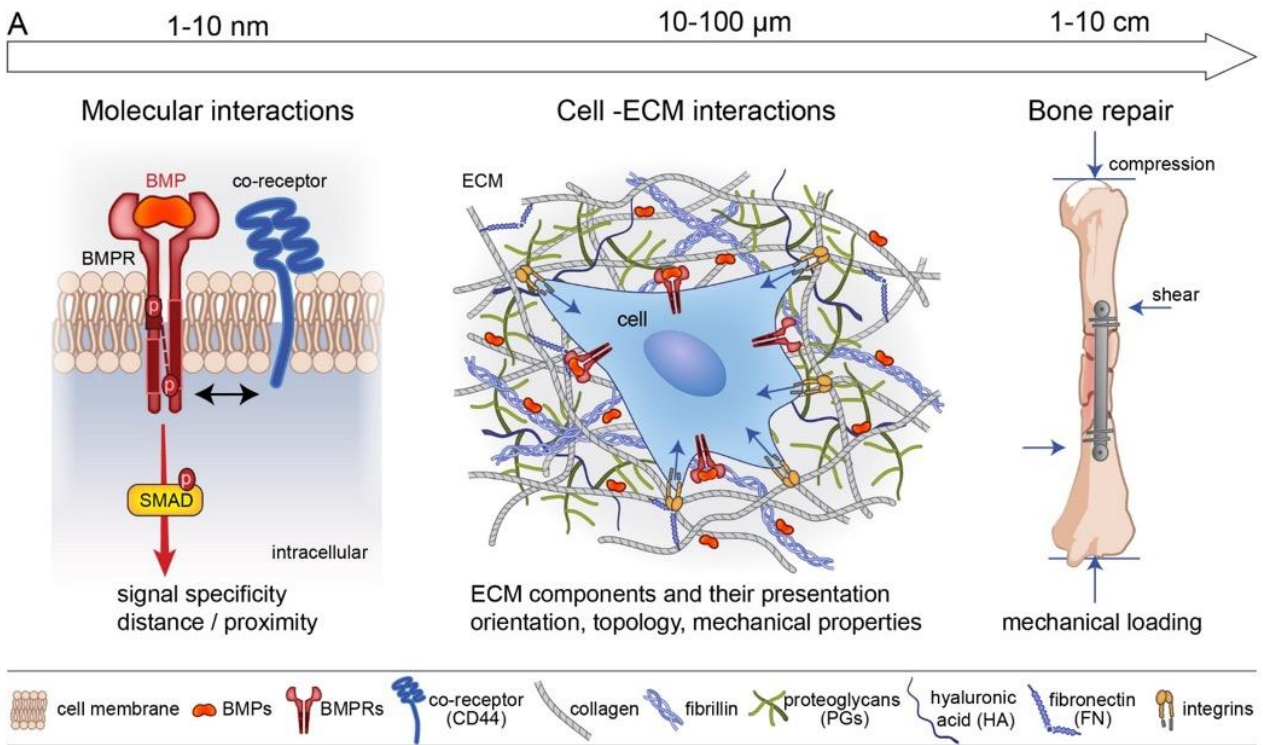 A
1-10 nm
10-100 µm
1-10 cm
Molecular interactions
Cell -ECM interactions
Bone repair
BMP
co-receptor
BMPR
p
p
p
SMAD
intracellular
signal specificity
distance / proximity
ECM
cell
ECM components and their presentation
orientation, topology, mechanical properties
compression
shear
mechanical loading
cell membrane
BMPs
BMPRs
co-receptor
(CD44)
collagen
fibrillin
proteoglycans
(PGs)
hyaluronic
acid (HA)
fibronectin
(FN)
integrins